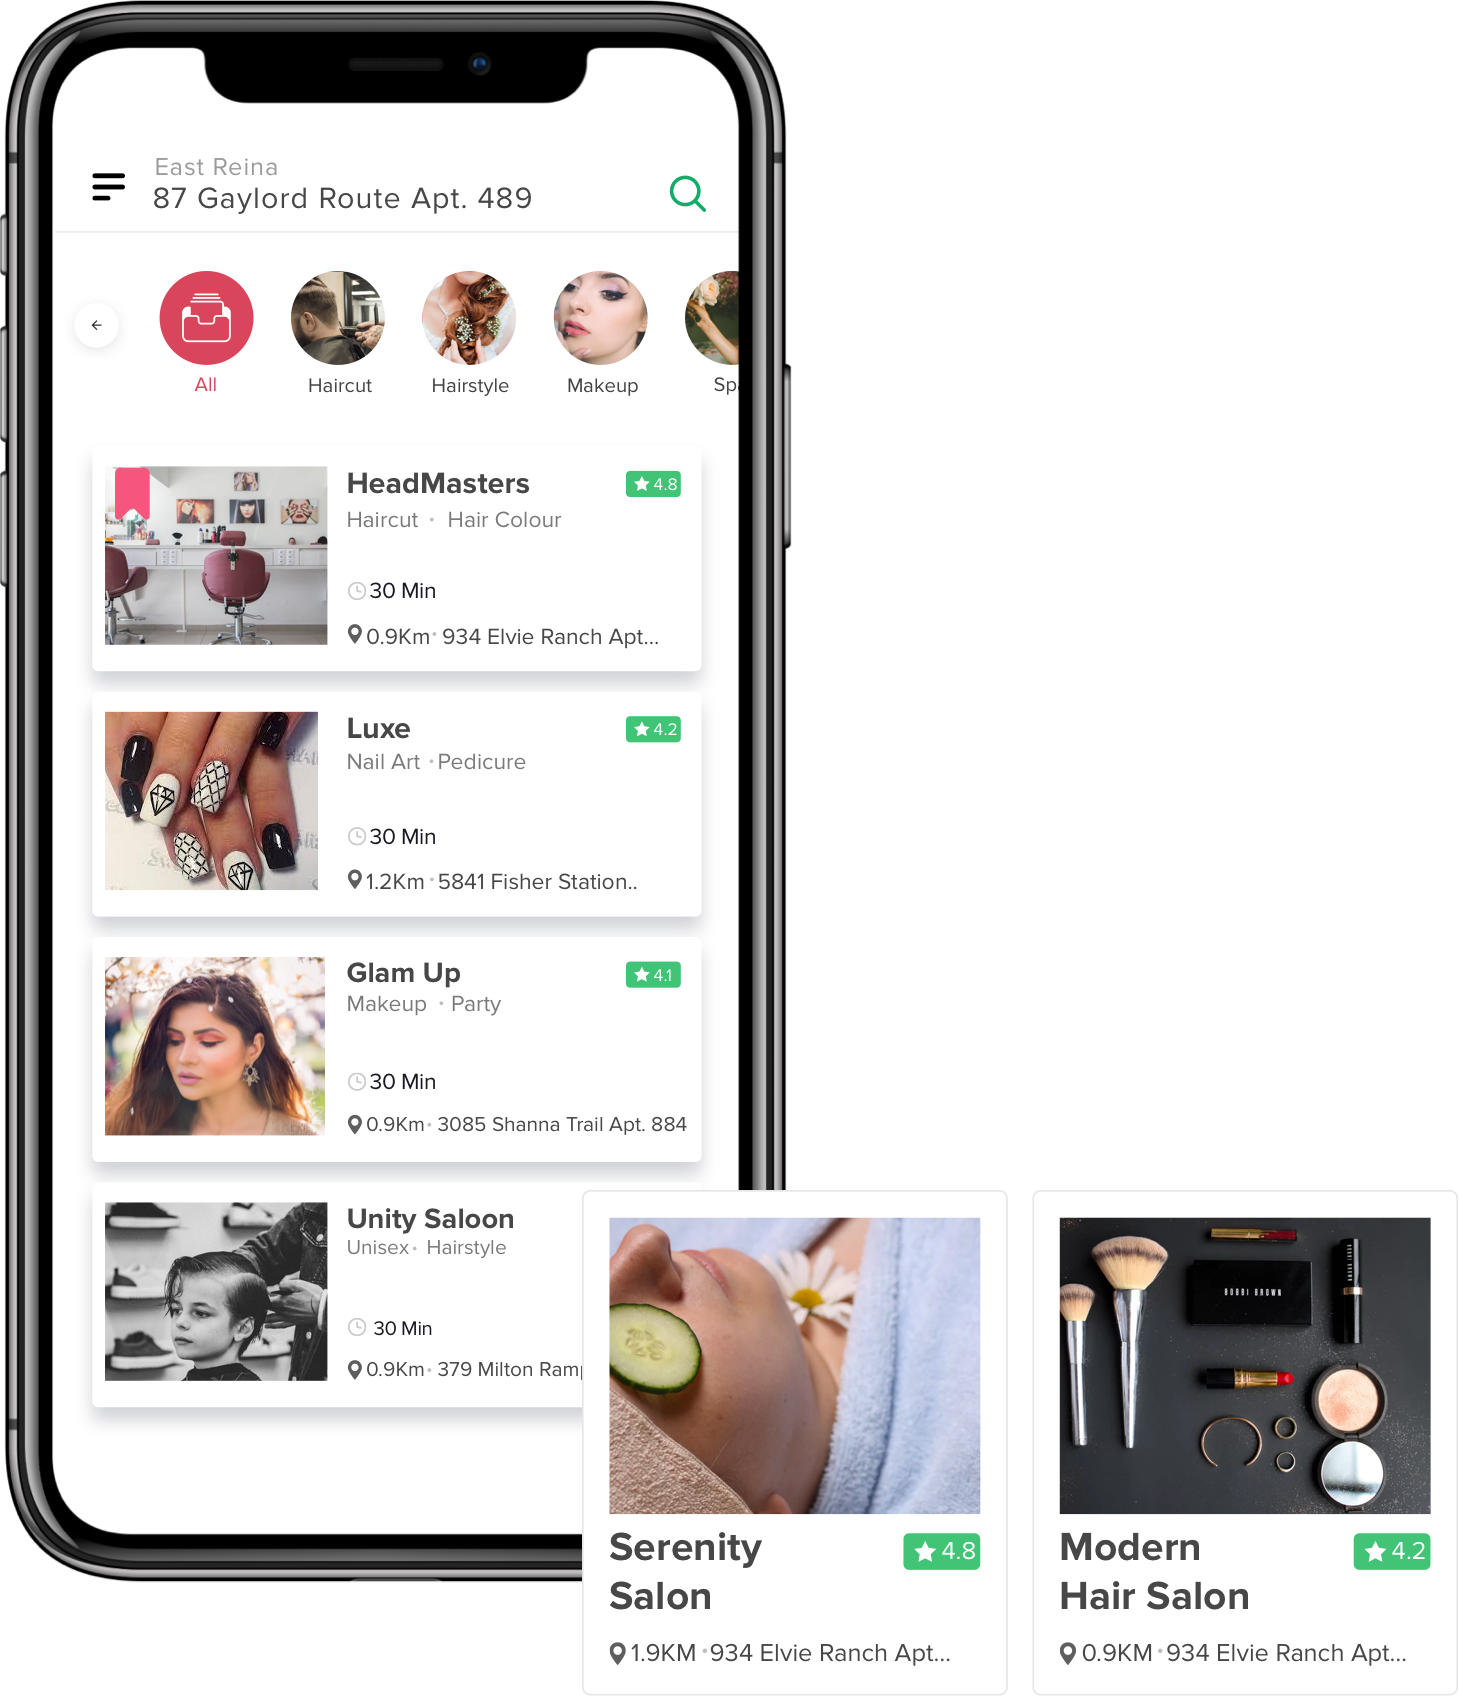 East Reina
87 Gaylord Route Apt. 489
All
Haircut
Hairstyle
Makeup
HeadMasters
4.8
Haircut • Hair Colour
30 Min
0.9Km • 934 Elvie Ranch Apt...
Luxe
4.2
Nail Art • Pedicure
30 Min
1.2Km • 5841 Fisher Station..
Glam Up
4.1
Makeup • Party
30 Min
0.9Km • 3085 Shanna Trail Apt. 884
Unity Saloon
Unisex • Hairstyle
30 Min
0.9Km • 379 Milton
BOBBI BROWN
Serenity
Salon
4.8
1.9KM • 934 Elvie Ranch Apt...
Modern
Hair Salon
4.2
0.9KM • 934 Elvie Ranch Apt...